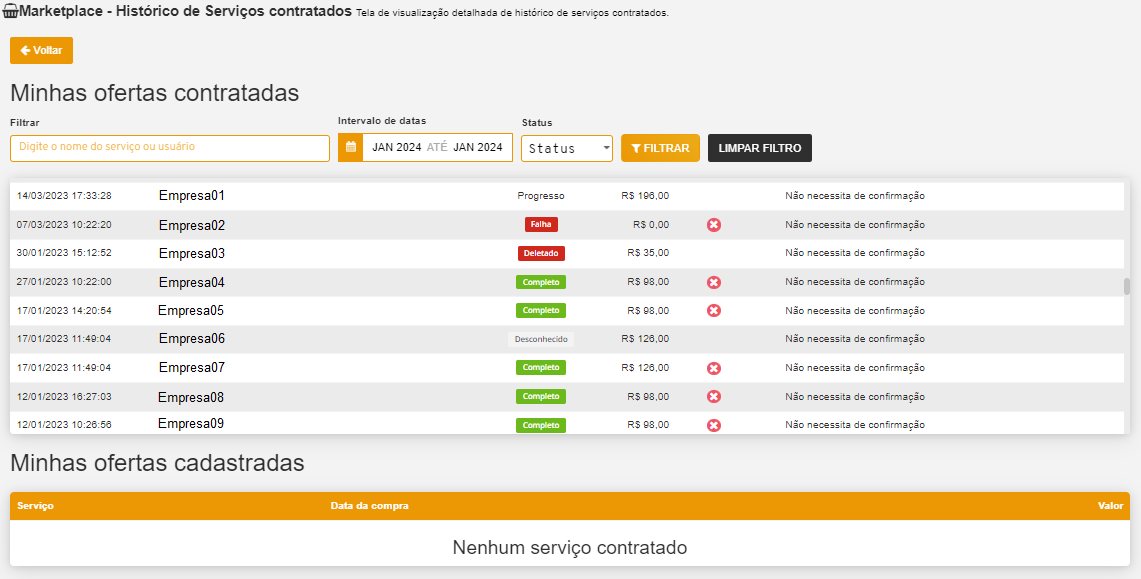 Marketplace - Histórico de Serviços contratados Tela de visualização detalhada de histórico de serviços contratados.
Voltar
Minhas ofertas contratadas
Filtrar Intervalo de datas Status
Digite o nome do serviço ou usuário JAN 2024 ATÉ JAN 2024 Status FILTRAR LIMPAR FILTRO
14/03/2023 17:33:28 Empresa01 Progresso R$ 196,00 Não necessita de confirmação
07/03/2023 10:22:20 Empresa02 Falha R$ 0,00 Não necessita de confirmação
30/01/2023 15:12:52 Empresa03 Deletado R$ 35,00 Não necessita de confirmação
27/01/2023 10:22:00 Empresa04 Completo R$ 98,00 Não necessita de confirmação
17/01/2023 14:20:54 Empresa05 Completo R$ 98,00 Não necessita de confirmação
17/01/2023 11:49:04 Empresa06 Desconhecido R$ 126,00 Não necessita de confirmação
17/01/2023 11:49:04 Empresa07 Completo R$ 126,00 Não necessita de confirmação
12/01/2023 16:27:03 Empresa08 Completo R$ 98,00 Não necessita de confirmação
12/01/2023 10:26:56 Empresa09 Completo R$ 98,00 Não necessita de confirmação
Minhas ofertas cadastradas
Serviço Data da compra Valor
Nenhum serviço contratado